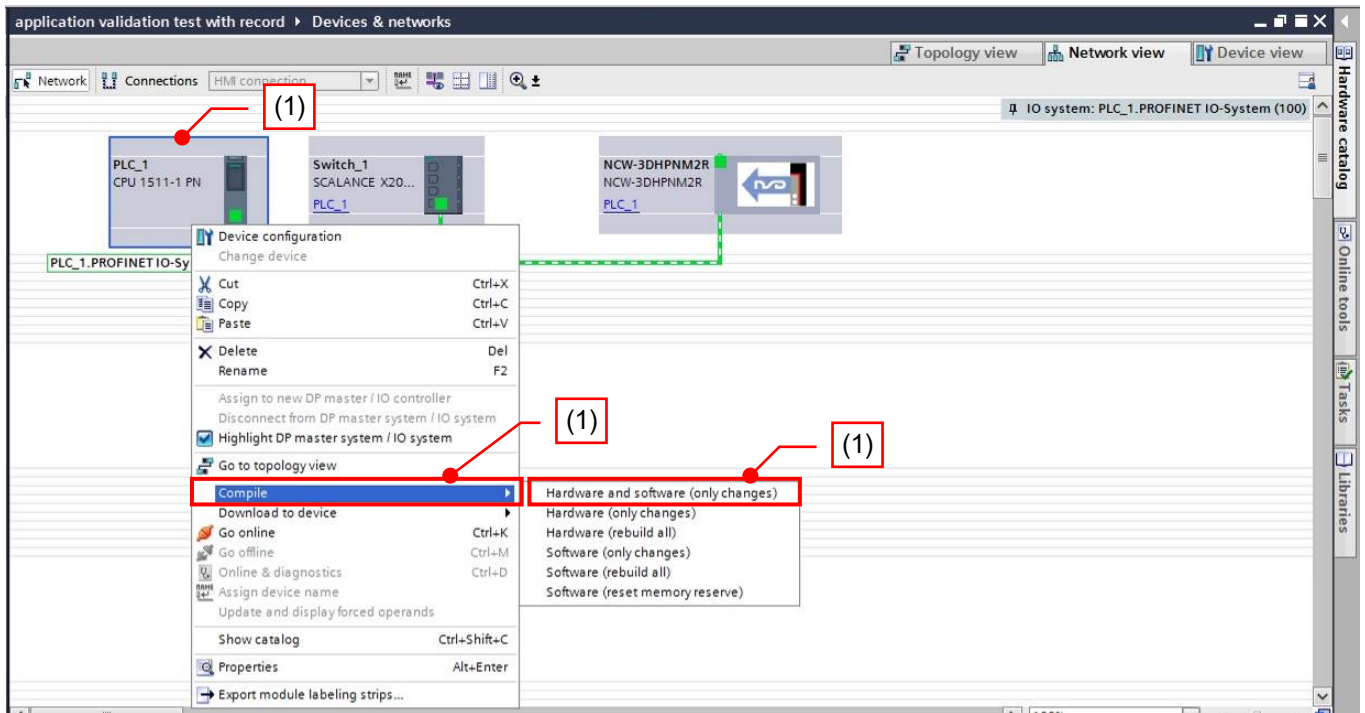 application validation test with record ▸ Devices & networks
Topology view Network view Device view
Network Connections HMI connection
(1)
IO system: PLC_1.PROFINET IO-System (100)
PLC_1
CPU 1511-1 PN
Switch_1
SCALANCE X20...
PLC_1
NCW-3DHPNM2R
NCW-3DHPNM2R
PLC_1
PLC_1.PROFINET IO-Sy
Device configuration
Change device
Cut Ctrl+X
Copy Ctrl+C
Paste Ctrl+V
Delete Del
Rename F2
Assign to new DP master / IO controller
Disconnect from DP master system / IO system
Highlight DP master system / IO system
Go to topology view
Compile
Download to device
Go online Ctrl+K
Go offline Ctrl+M
Online & diagnostics Ctrl+D
Assign device name
Update and display forced operands
Show catalog Ctrl+Shift+C
Properties Alt+Enter
Export module labeling strips...
(1)
(1)
Hardware and software (only changes)
Hardware (only changes)
Hardware (rebuild all)
Software (only changes)
Software (rebuild all)
Software (reset memory reserve)
Hardware catalog
Online tools
Tasks
Libraries